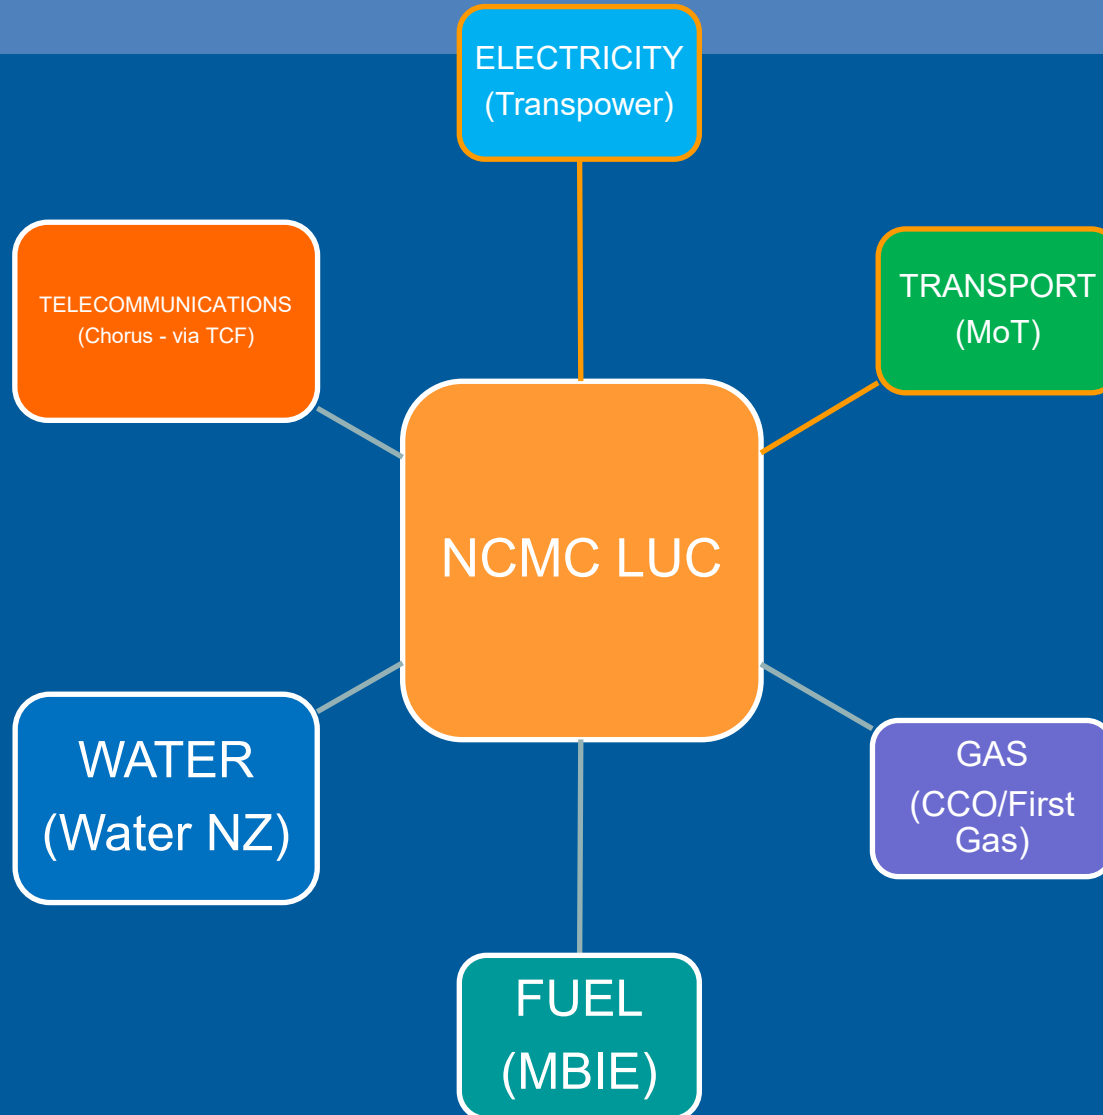 ELECTRICITY
(Transpower)
TELECOMMUNICATIONS
(Chorus - via TCF)
TRANSPORT
(MoT)
NCMC LUC
WATER
(Water NZ)
GAS
(CCO/First
Gas)
FUEL
(MBIE)